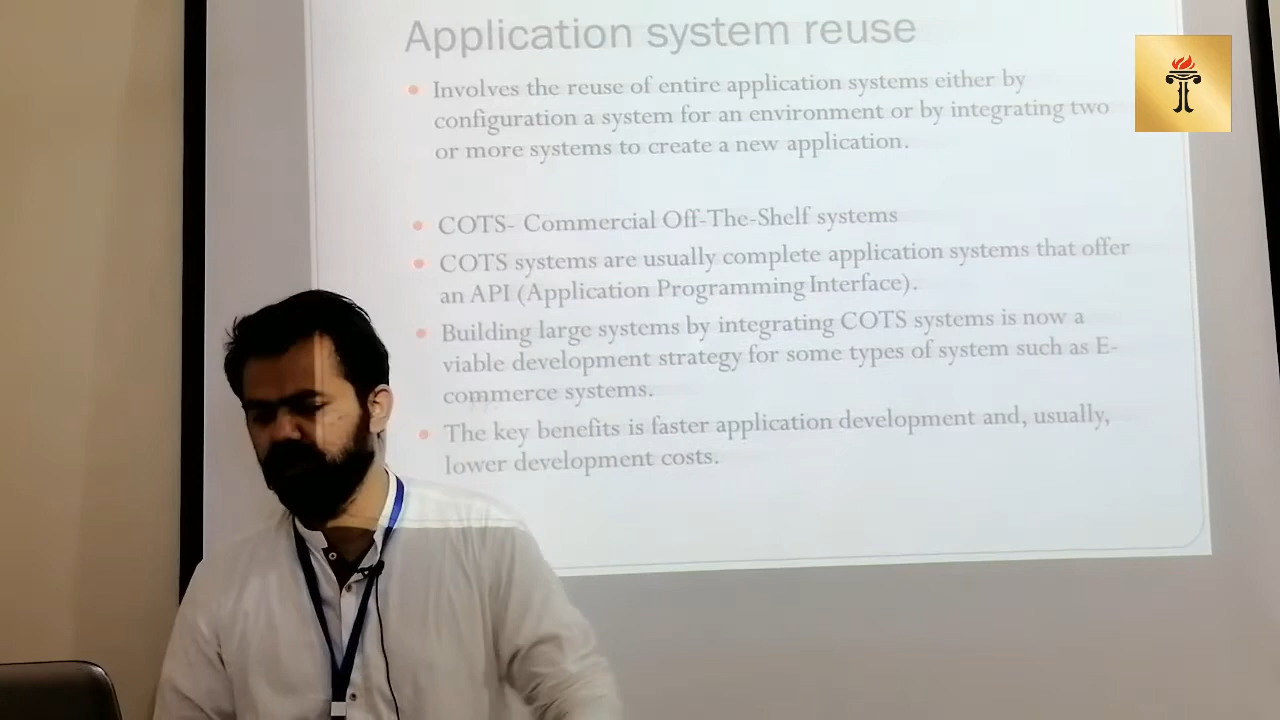 Application system reuse
Involves the reuse of entire application systems either by
configuration a system for an environment or by integrating two
or more systems to create a new application.
COTS- Commercial Off-The-Shelf systems
COTS systems are usually complete application systems that offer
an API (Application Programming Interface).
Building large systems by integrating COTS systems is now a
viable development strategy for some types of system such as E-
commerce systems.
The key benefits is faster application development and, usually,
lower development costs.